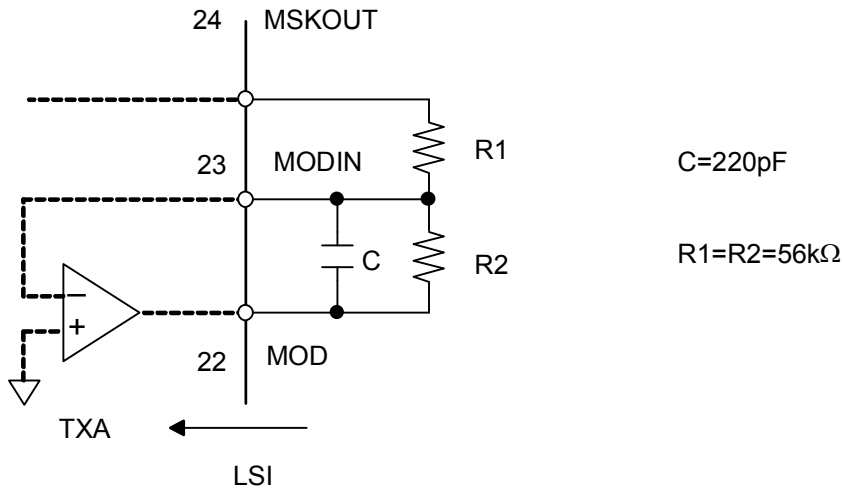 24 MSKOUT
R1
23 MODIN
C=220pF
C
R2
R1=R2=56kΩ
−
+
22 MOD
TXA
LSI